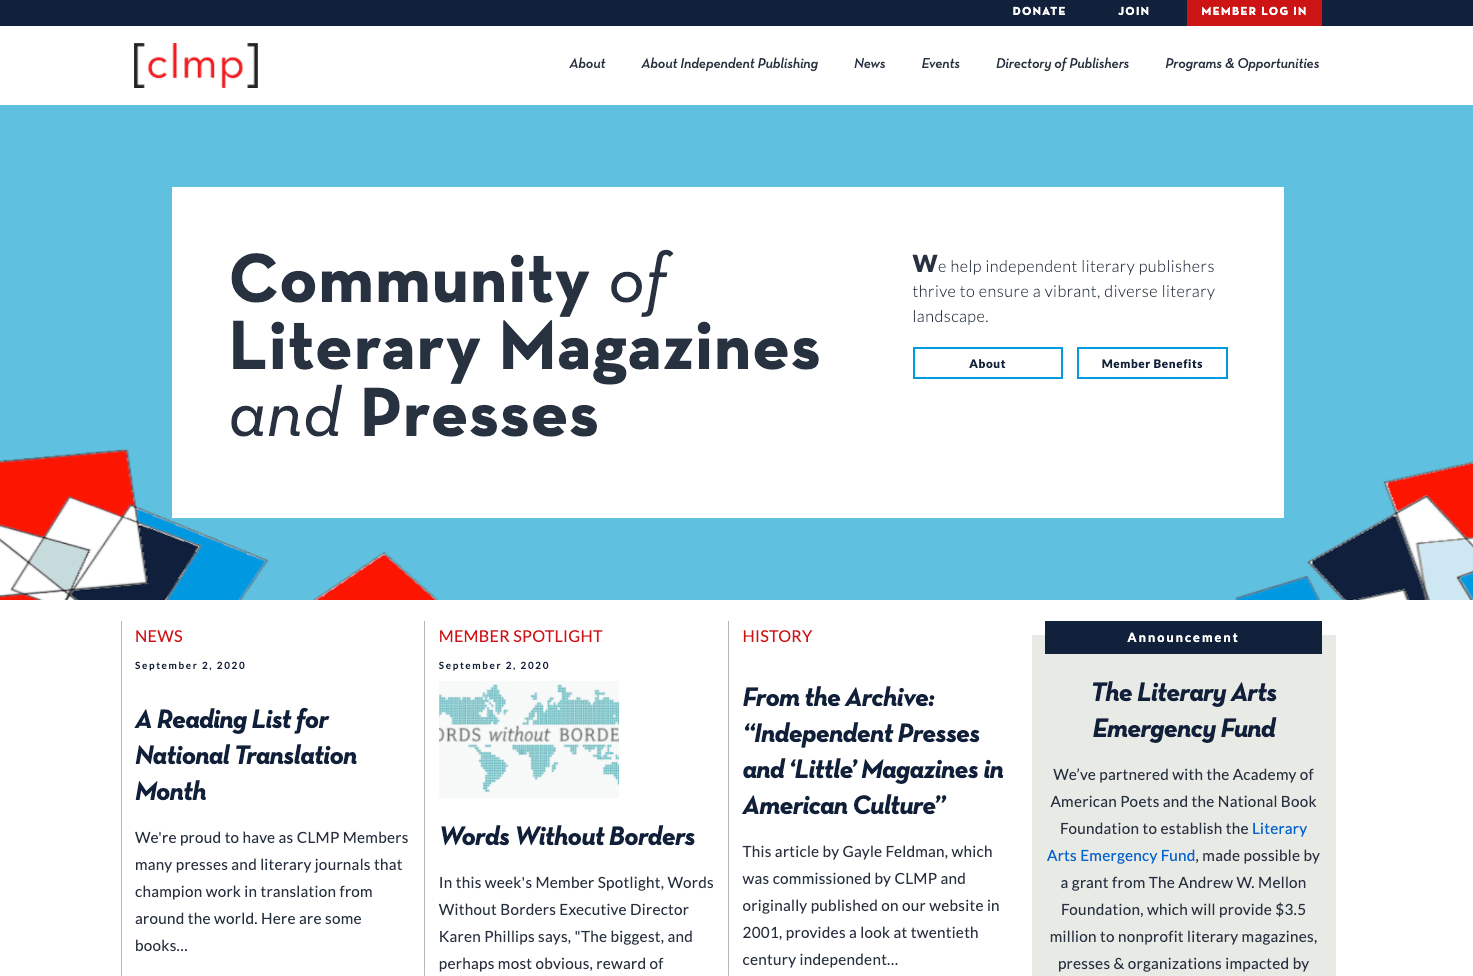 DONATE
JOIN
MEMBER LOG IN
[clmp]
About
About Independent Publishing
News
Events
Directory of Publishers
Programs & Opportunities
Community of
Literary Magazines
and Presses
We help independent literary publishers
thrive to ensure a vibrant, diverse literary
landscape.
About
Member Benefits
NEWS
September 2, 2020
A Reading List for
National Translation
Month
We're proud to have as CLMP Members
many presses and literary journals that
champion work in translation from
around the world. Here are some
books...
MEMBER SPOTLIGHT
September 2, 2020
ORDS without BORDE
Words Without Borders
In this week's Member Spotlight, Words
Without Borders Executive Director
Karen Phillips says, "The biggest, and
perhaps most obvious, reward of
HISTORY
From the Archive:
“Independent Presses
and ‘Little’ Magazines in
American Culture”
This article by Gayle Feldman, which
was commissioned by CLMP and
originally published on our website in
2001, provides a look at twentieth
century independent...
Announcement
The Literary Arts
Emergency Fund
We’ve partnered with the Academy of
American Poets and the National Book
Foundation to establish the Literary
Arts Emergency Fund, made possible by
a grant from The Andrew W. Mellon
Foundation, which will provide $3.5
million to nonprofit literary magazines,
presses & organizations impacted by